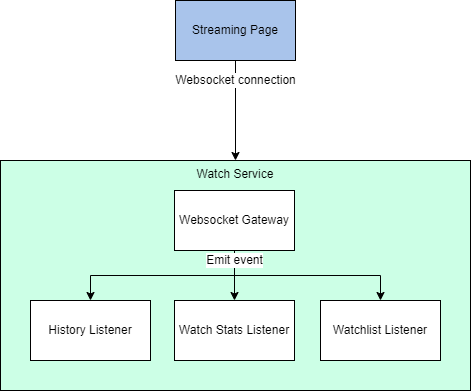 Streaming Page
Websocket connection
Watch Service
Websocket Gateway
Emit event
History Listener
Watch Stats Listener
Watchlist Listener